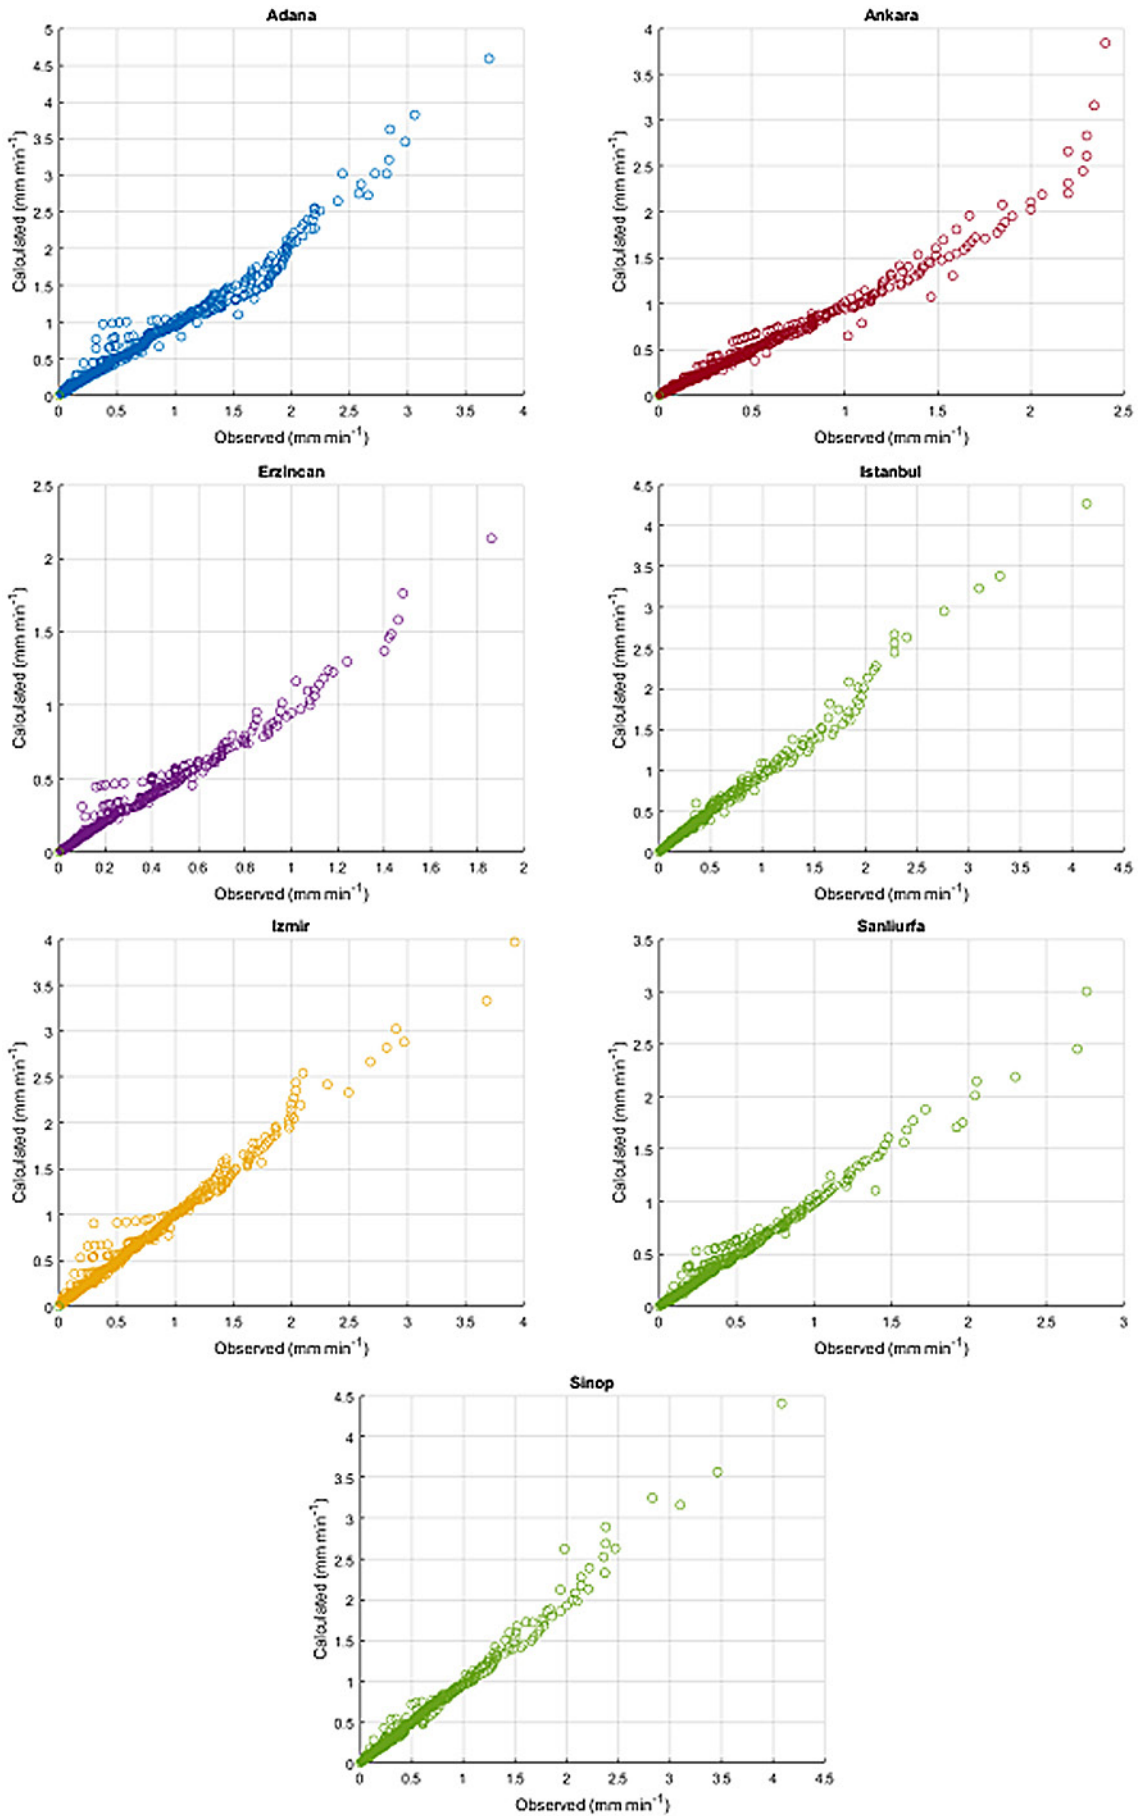 Adana
5
4.5
4
3.5
3
2.5
2
1.5
1
0.5
0
Calculated (mm min⁻¹)
0 0.5 1 1.5 2 2.5 3 3.5 4
Observed (mm min⁻¹)
Ankara
4
3.5
3
2.5
2
1.5
1
0.5
0
Calculated (mm min⁻¹)
0 0.5 1 1.5 2 2.5
Observed (mm min⁻¹)
Erzincan
2.5
2
1.5
1
0.5
0
Calculated (mm min⁻¹)
0 0.2 0.4 0.6 0.8 1 1.2 1.4 1.6 1.8 2
Observed (mm min⁻¹)
Istanbul
4.5
4
3.5
3
2.5
2
1.5
1
0.5
0
Calculated (mm min⁻¹)
0 0.5 1 1.5 2 2.5 3 3.5 4 4.5
Observed (mm min⁻¹)
Izmir
4
3.5
3
2.5
2
1.5
1
0.5
0
Calculated (mm min⁻¹)
0 0.5 1 1.5 2 2.5 3 3.5 4
Observed (mm min⁻¹)
Sanliurfa
3.5
3
2.5
2
1.5
1
0.5
0
Calculated (mm min⁻¹)
0 0.5 1 1.5 2 2.5 3
Observed (mm min⁻¹)
Sinop
4.5
4
3.5
3
2.5
2
1.5
1
0.5
0
Calculated (mm min⁻¹)
0 0.5 1 1.5 2 2.5 3 3.5 4 4.5
Observed (mm min⁻¹)